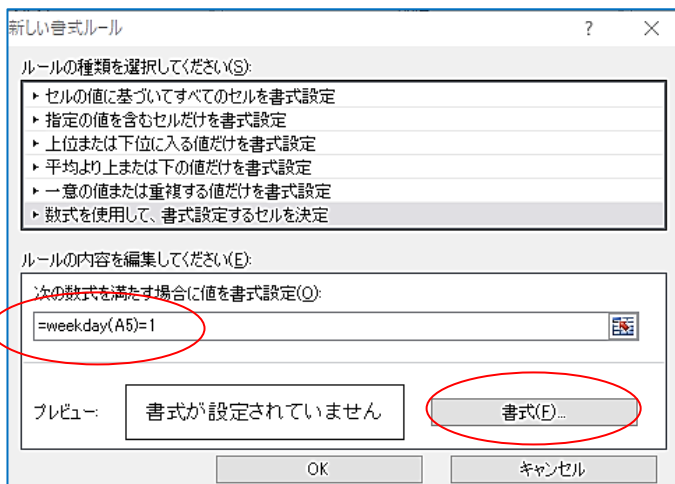 新しい書式ルール ? ×
ルールの種類を選択してください(S):
▸ セルの値に基づいてすべてのセルを書式設定
▸ 指定の値を含むセルだけを書式設定
▸ 上位または下位に入る値だけを書式設定
▸ 平均より上または下の値だけを書式設定
▸ 一意の値または重複する値だけを書式設定
▸ 数式を使用して、書式設定するセルを決定
ルールの内容を編集してください(E):
次の数式を満たす場合に値を書式設定(O):
=weekday(A5)=1
プレビュー: 書式が設定されていません 書式(F)...
OK キャンセル